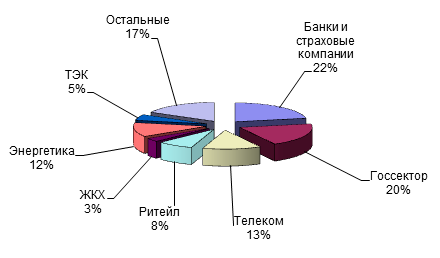 Остальные
17%
Банки и
страховые
компании
22%
ТЭК
5%
Энергетика
12%
Госсектор
20%
ЖКХ
3%
Ритейл
8%
Телеком
13%